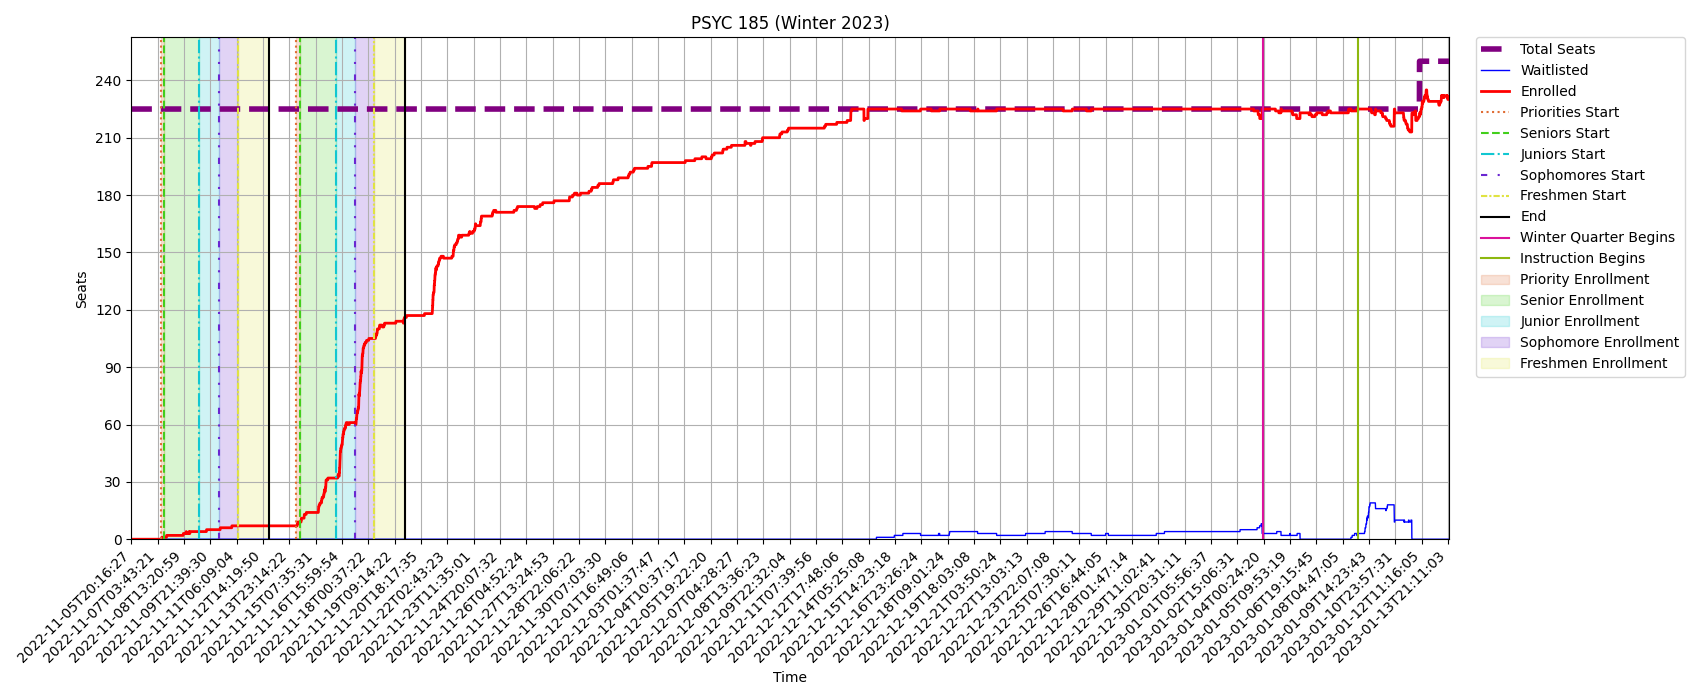 PSYC 185 (Winter 2023)
Seats
240
210
180
150
120
90
60
30
0
2022-11-05T20:16:27
2022-11-07T03:43:21
2022-11-08T13:20:59
2022-11-09T21:39:30
2022-11-11T06:09:04
2022-11-12T14:19:50
2022-11-13T23:14:22
2022-11-15T07:35:31
2022-11-16T15:59:54
2022-11-18T00:37:22
2022-11-19T09:14:22
2022-11-20T18:17:35
2022-11-22T02:43:23
2022-11-23T11:35:01
2022-11-24T20:07:32
2022-11-26T04:52:24
2022-11-27T13:24:53
2022-11-28T22:06:22
2022-11-30T07:03:30
2022-12-01T16:49:06
2022-12-03T01:37:47
2022-12-04T10:37:17
2022-12-05T19:22:20
2022-12-07T04:28:27
2022-12-08T13:36:23
2022-12-09T22:32:04
2022-12-11T07:39:56
2022-12-12T17:48:06
2022-12-14T05:25:08
2022-12-15T14:23:18
2022-12-16T23:26:24
2022-12-18T09:01:24
2022-12-19T18:03:08
2022-12-21T03:50:24
2022-12-22T13:03:13
2022-12-23T22:07:08
2022-12-25T07:30:11
2022-12-26T16:44:05
2022-12-28T01:47:14
2022-12-29T11:02:41
2022-12-30T20:31:11
2023-01-01T05:56:37
2023-01-02T15:06:31
2023-01-04T00:24:20
2023-01-05T09:53:19
2023-01-06T19:15:45
2023-01-08T04:47:05
2023-01-09T14:23:43
2023-01-10T23:57:31
2023-01-12T11:16:05
2023-01-13T21:11:03
Time
Total Seats
Waitlisted
Enrolled
Priorities Start
Seniors Start
Juniors Start
Sophomores Start
Freshmen Start
End
Winter Quarter Begins
Instruction Begins
Priority Enrollment
Senior Enrollment
Junior Enrollment
Sophomore Enrollment
Freshmen Enrollment